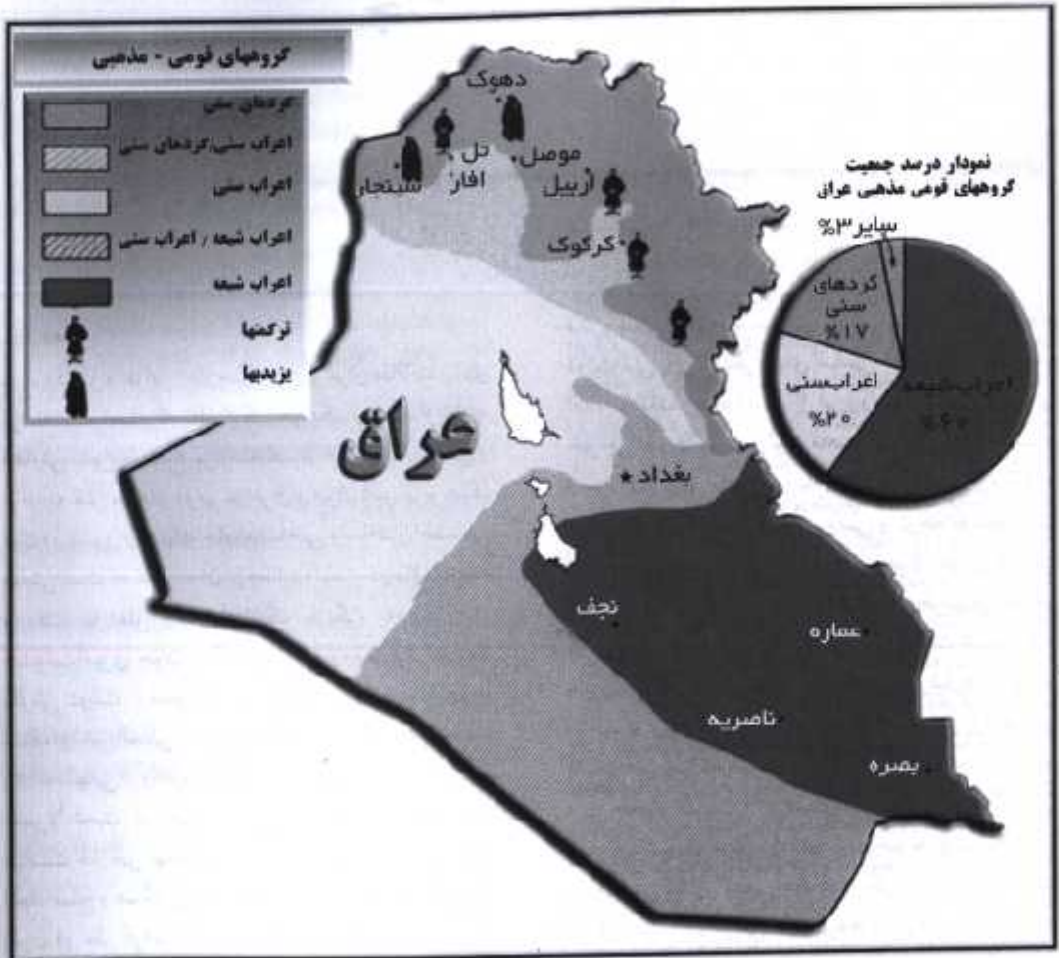 گروههای قومی - مذهبی
کردهای سنی
اعراب سنی/کردهای سنی
اعراب سنی
اعراب شیعه / اعراب سنی
اعراب شیعه
ترکمنها
یزیدیها
نمودار درصد جمعیت
گروههای قومی مذهبی عراق
سایر ۳%
کردهای
سنی
%۱۷
اعراب سنی
%۲۰
اعراب شیعه
%۶۰
دهوک
تل
افار
موصل
سنجار
اربیل
کرکوک
عراق
بغداد
نجف
عماره
ناصریه
بصره